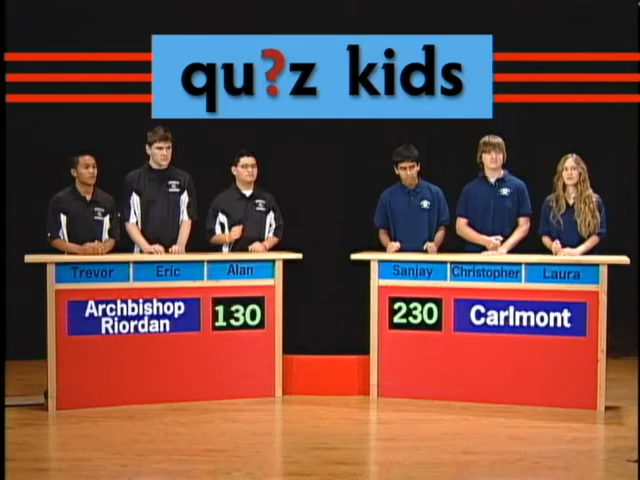 qu?z kids
Trevor Eric Alan
Sanjay Christopher Laura
Archbishop
Riordan
130
230
Carlmont